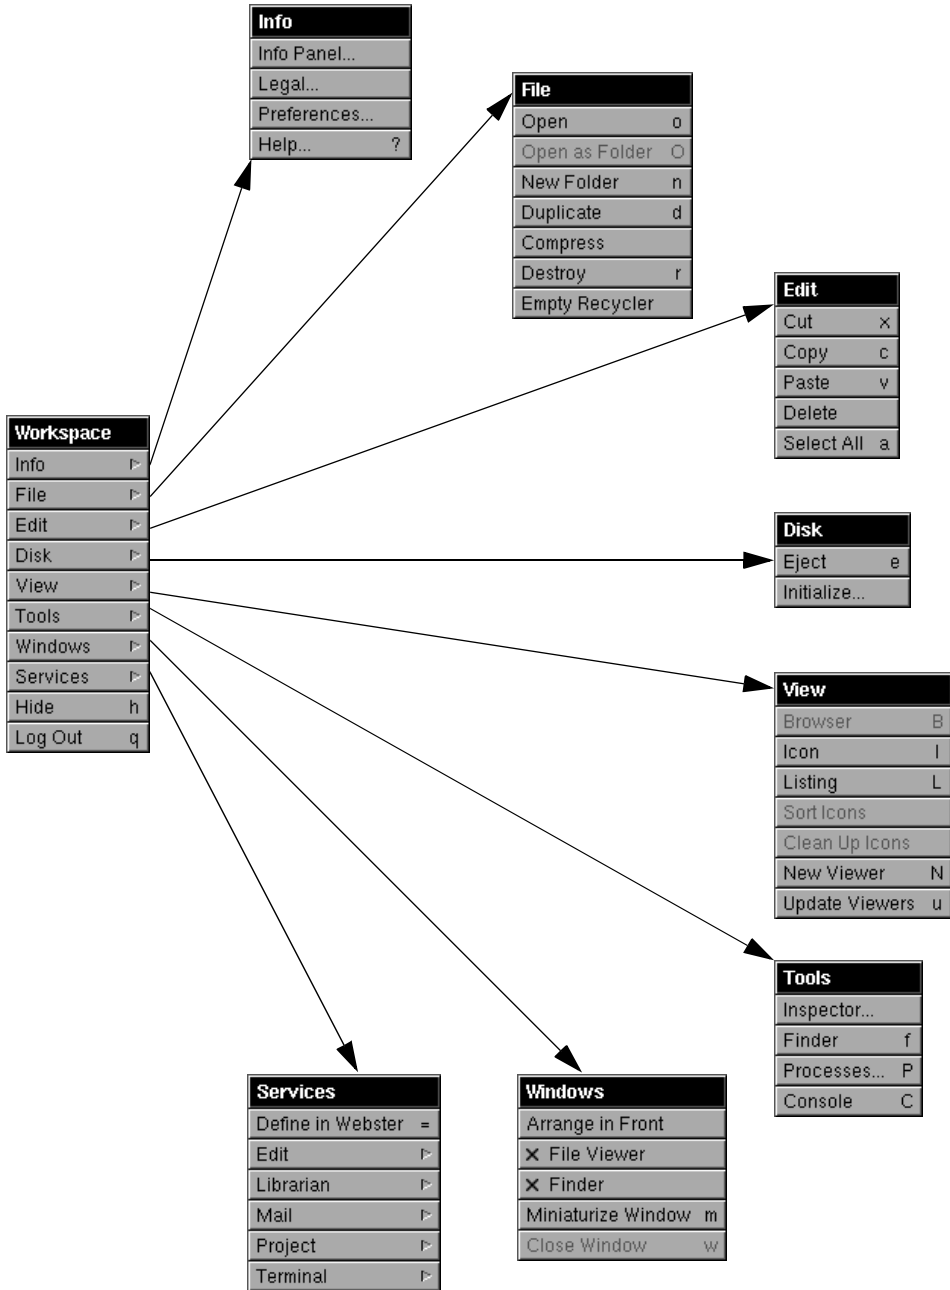 Info
Info Panel...
Legal...
Preferences...
Help... ?
File
Open o
Open as Folder O
New Folder n
Duplicate d
Compress
Destroy r
Empty Recycler
Edit
Cut x
Copy c
Paste v
Delete
Select All a
Workspace
Info
File
Edit
Disk
View
Tools
Windows
Services
Hide h
Log Out q
Disk
Eject e
Initialize...
View
Browser B
Icon I
Listing L
Sort Icons
Clean Up Icons
New Viewer N
Update Viewers u
Tools
Inspector...
Finder f
Processes... P
Console C
Services
Define in Webster =
Edit
Librarian
Mail
Project
Terminal
Windows
Arrange in Front
File Viewer
Finder
Miniaturize Window m
Close Window w